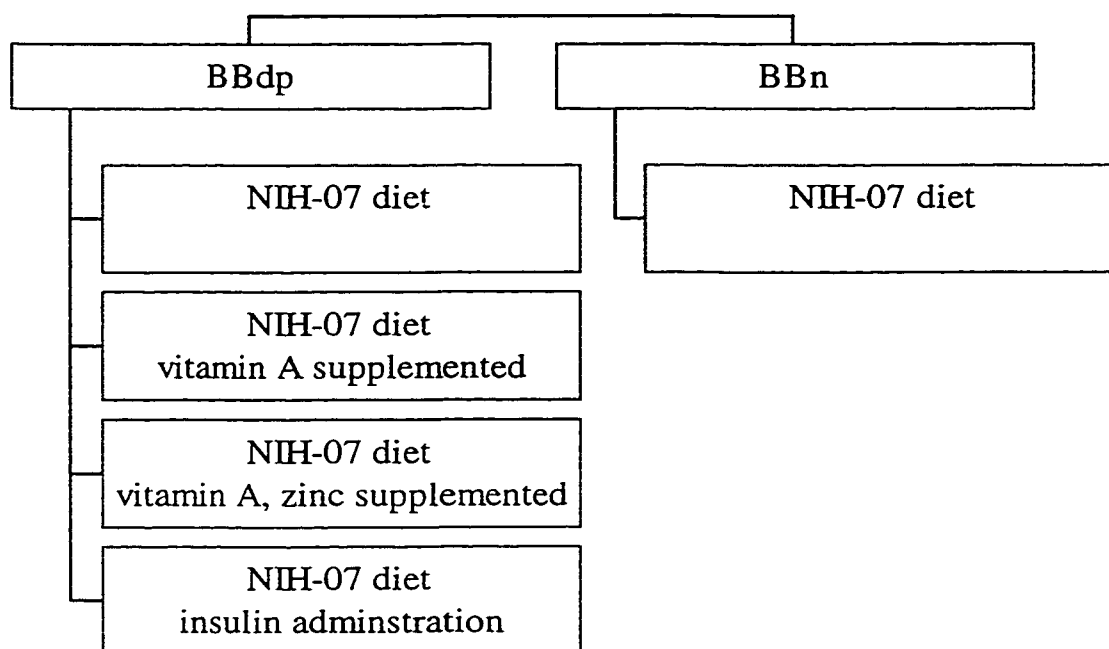 BBdp
BBn
NIH-07 diet
NIH-07 diet
NIH-07 diet
vitamin A supplemented
NIH-07 diet
vitamin A, zinc supplemented
NIH-07 diet
insulin adminstration